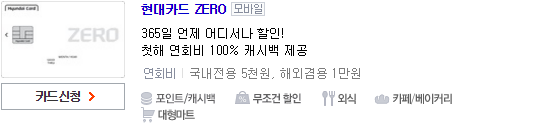 Hyundai Card
ZERO
현대카드 ZERO 모바일
365일 언제 어디서나 할인!
첫해 연회비 100% 캐시백 제공
연회비 | 국내전용 5천원, 해외겸용 1만원
카드신청
포인트/캐시백 무조건 할인 외식 카페/베이커리
대형마트